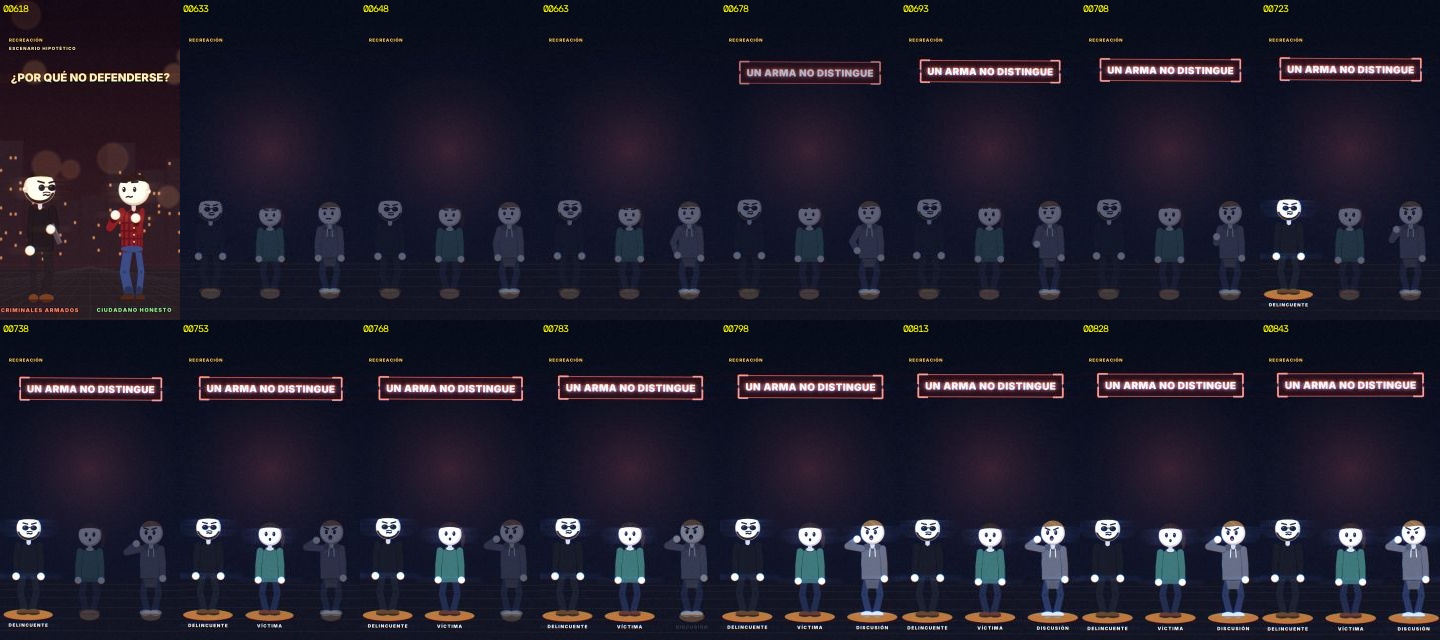 00618
RECREACIÓN
ESCENARIO HIPOTÉTICO
¿POR QUÉ NO DEFENDERSE?
CRIMINALES ARMADOS
CIUDADANO HONESTO
00633
RECREACIÓN
00648
RECREACIÓN
00663
RECREACIÓN
00678
RECREACIÓN
UN ARMA NO DISTINGUE
00693
RECREACIÓN
UN ARMA NO DISTINGUE
00708
RECREACIÓN
UN ARMA NO DISTINGUE
00723
RECREACIÓN
UN ARMA NO DISTINGUE
DELINCUENTE
00738
RECREACIÓN
UN ARMA NO DISTINGUE
DELINCUENTE
00753
RECREACIÓN
UN ARMA NO DISTINGUE
DELINCUENTE
VÍCTIMA
00768
RECREACIÓN
UN ARMA NO DISTINGUE
DELINCUENTE
VÍCTIMA
00783
RECREACIÓN
UN ARMA NO DISTINGUE
DELINCUENTE
VÍCTIMA
DISCUSIÓN
00798
RECREACIÓN
UN ARMA NO DISTINGUE
DELINCUENTE
VÍCTIMA
DISCUSIÓN
00813
RECREACIÓN
UN ARMA NO DISTINGUE
DELINCUENTE
VÍCTIMA
DISCUSIÓN
00828
RECREACIÓN
UN ARMA NO DISTINGUE
DELINCUENTE
VÍCTIMA
DISCUSIÓN
00843
RECREACIÓN
UN ARMA NO DISTINGUE
DELINCUENTE
VÍCTIMA
DISCUSIÓN